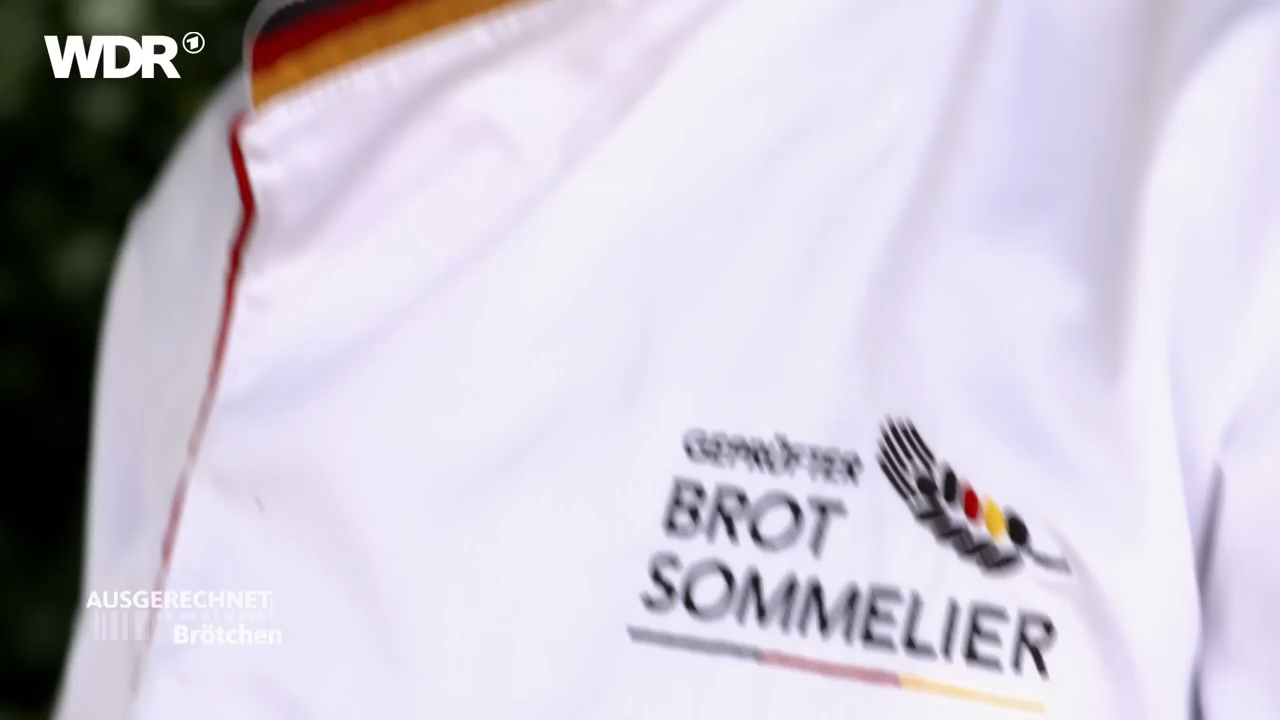 WDR
GEPRÜFTER
BROT
SOMMELIER
AUSGERECHNET
Brötchen